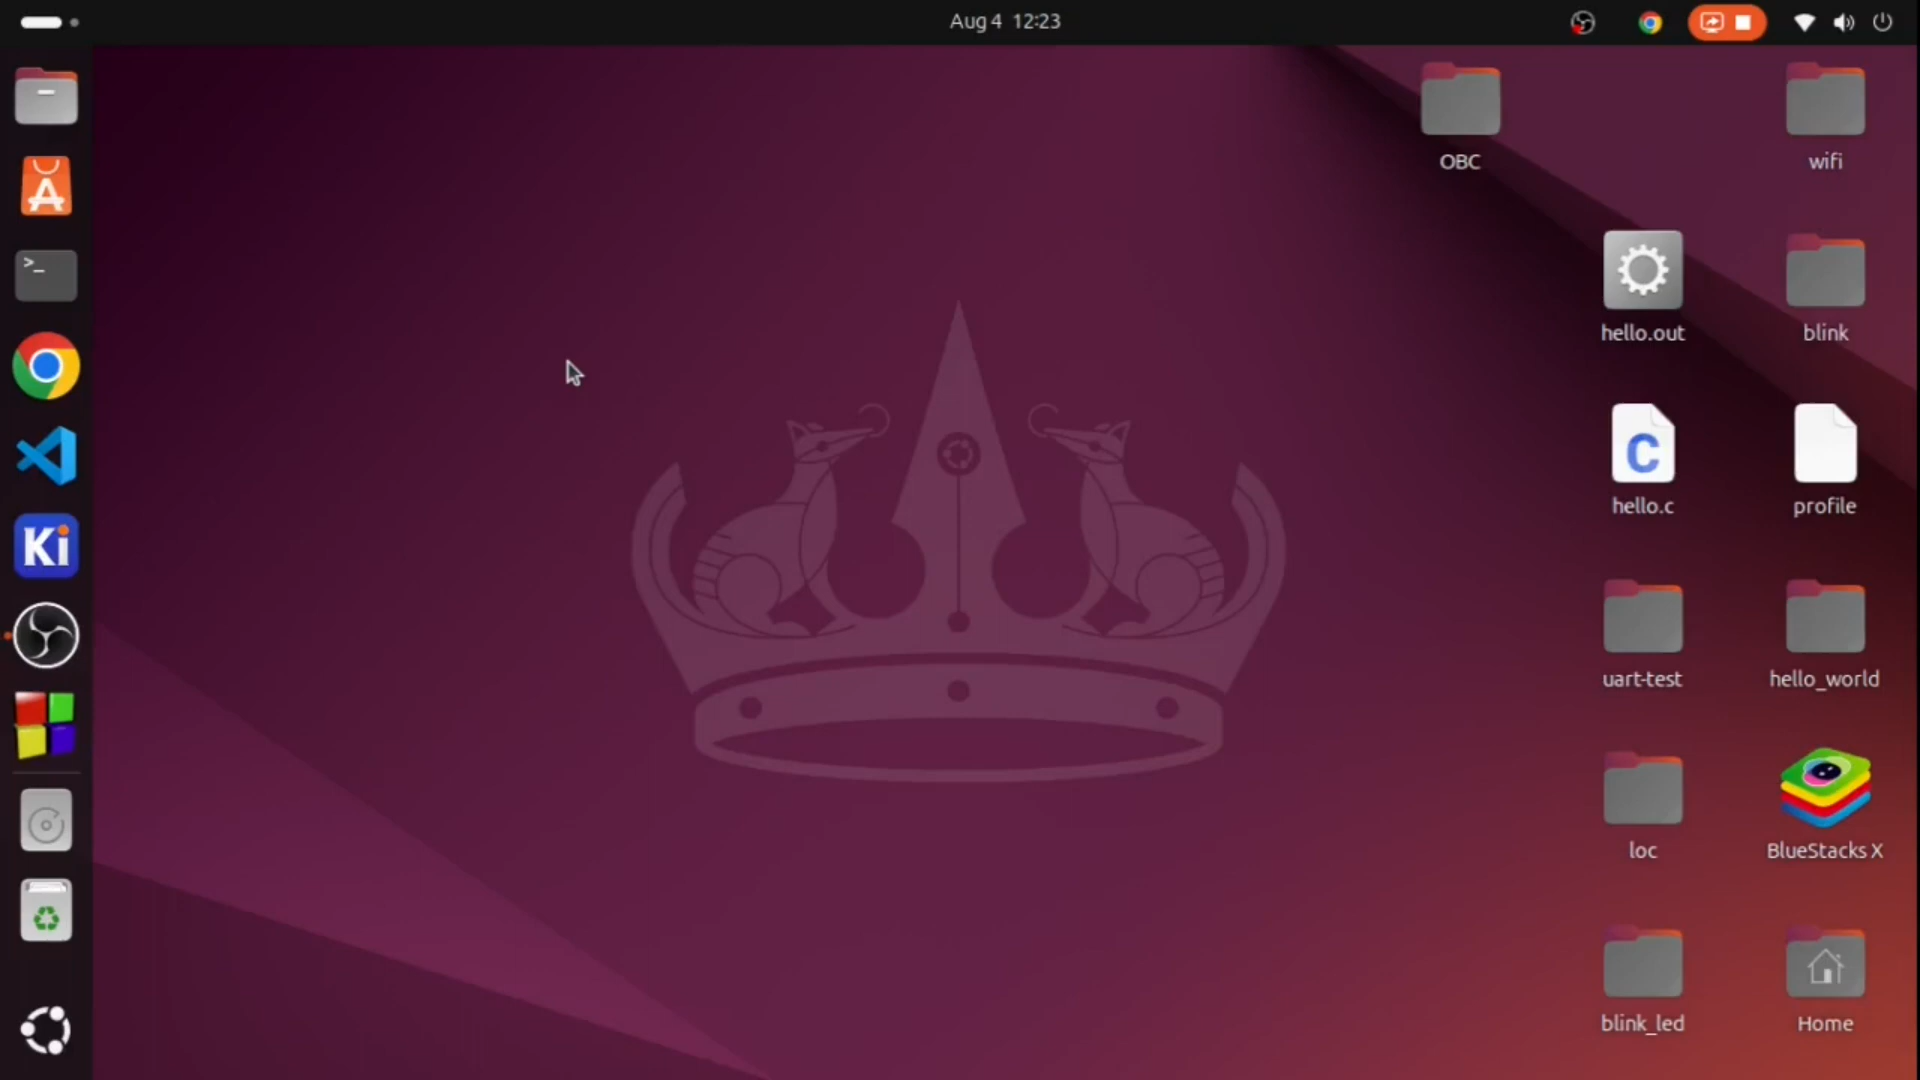 Aug 4 12:23
OBC
wifi
hello.out
blink
hello.c
profile
uart-test
hello_world
loc
BlueStacks X
blink_led
Home
A
>_
Ki
C